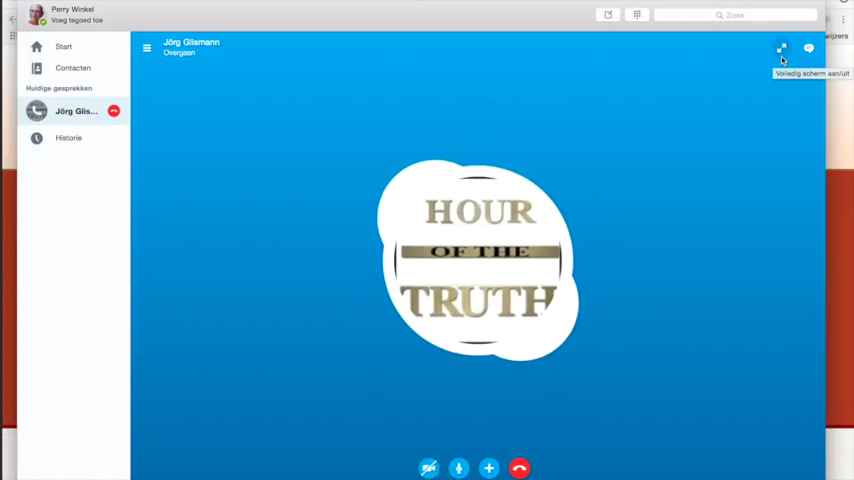 Perry Winkel
Voeg tegoed toe
Zoek
wijzers
Start
Contacten
Huidige gesprekken
Jörg Glis...
Historie
Jörg Glismann
Overgaan
Volledig scherm aan/uit
HOUR
OF THE
TRUTH